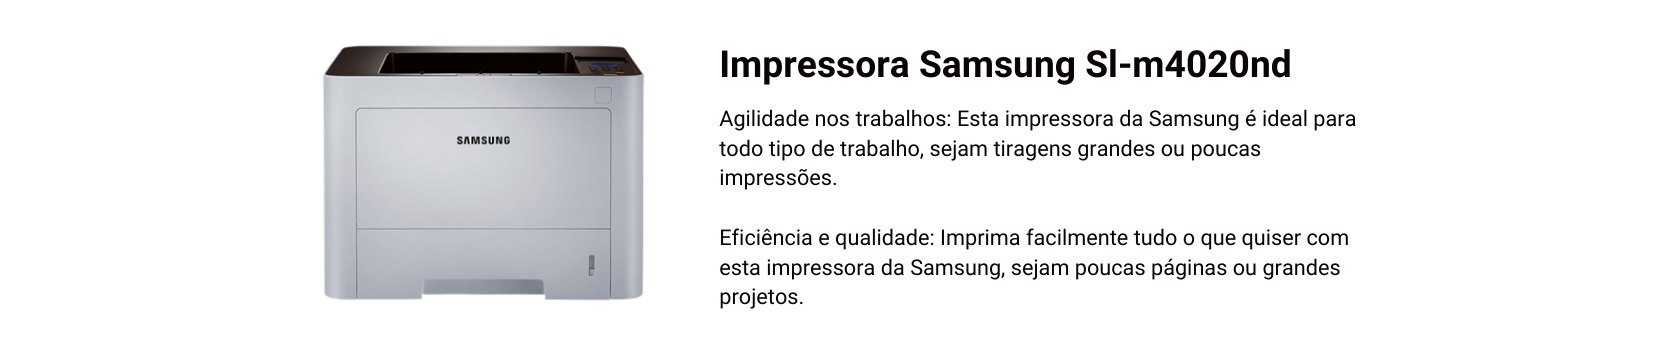 SAMSUNG
Impressora Samsung Sl-m4020nd
Agilidade nos trabalhos: Esta impressora da Samsung é ideal para
todo tipo de trabalho, sejam tiragens grandes ou poucas
impressões.
Eficiência e qualidade: Imprima facilmente tudo o que quiser com
esta impressora da Samsung, sejam poucas páginas ou grandes
projetos.